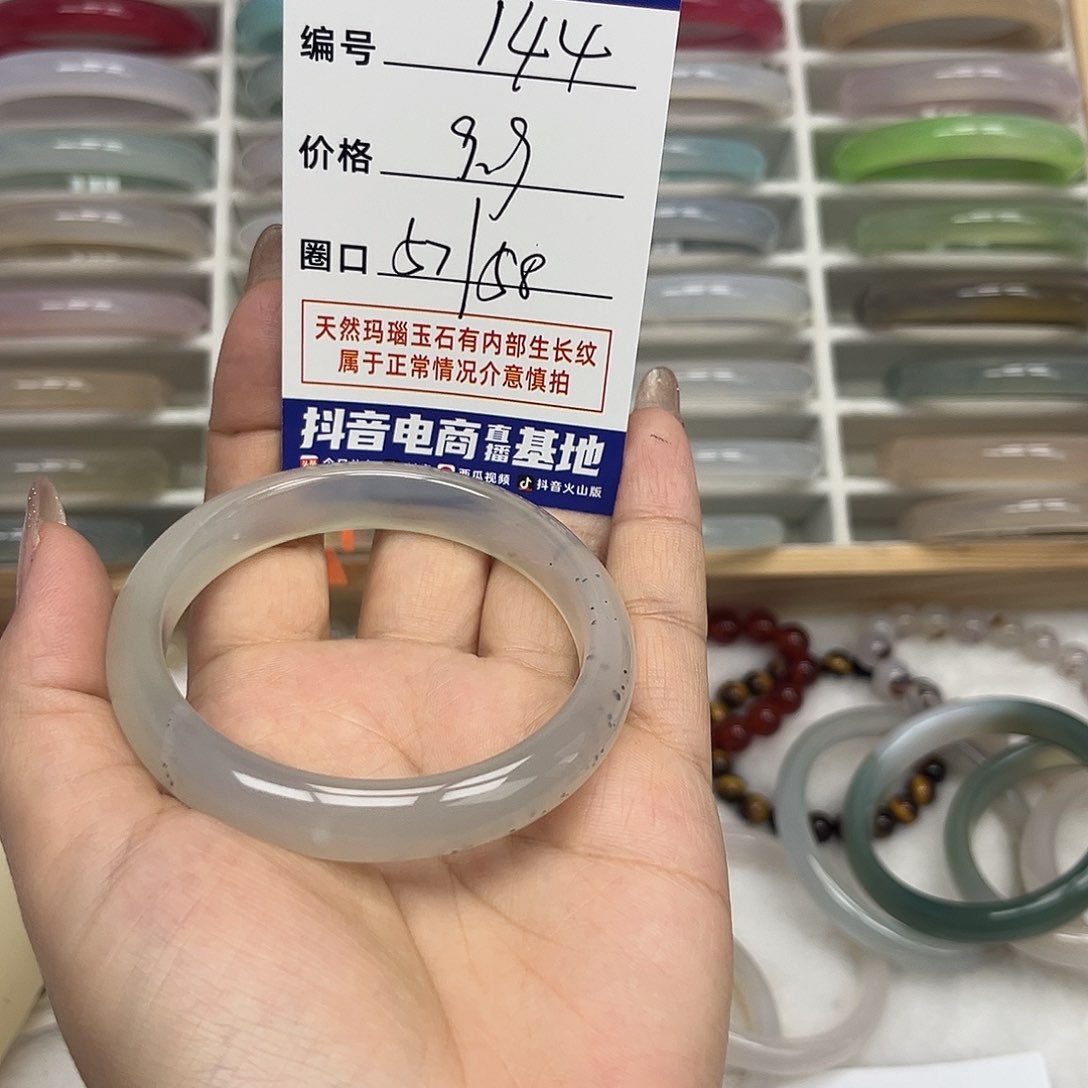 编号 144
价格
圈口 57/58
天然玛瑙玉石有内部生长纹
属于正常情况介意慎拍
抖音电商直播基地
西瓜视频 抖音火山版